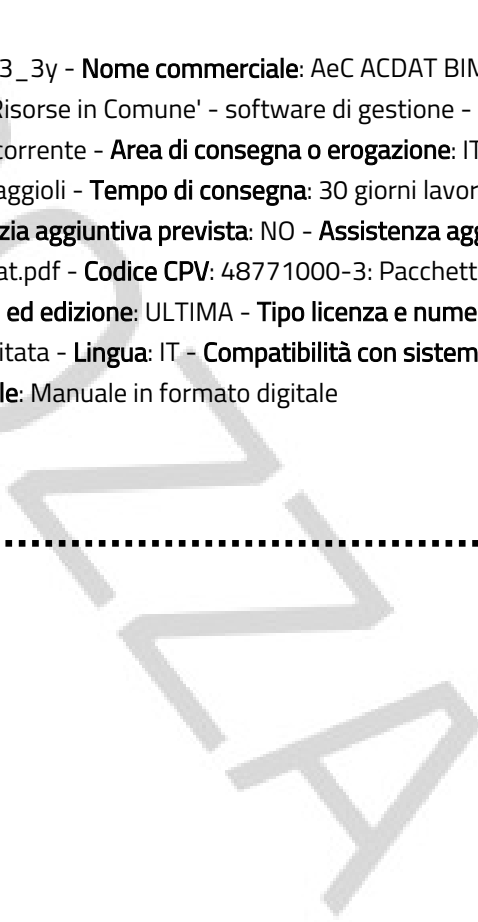 3_3y - Nome commerciale: AeC ACDAT BIM
Risorse in Comune' - software di gestione -
corrente - Area di consegna o erogazione: IT
aggioli - Tempo di consegna: 30 giorni lavor
zia aggiuntiva prevista: NO - Assistenza agg
at.pdf - Codice CPV: 48771000-3: Pacchett
ed edizione: ULTIMA - Tipo licenza e nume
itata - Lingua: IT - Compatibilità con sistem
le: Manuale in formato digitale
OZZA